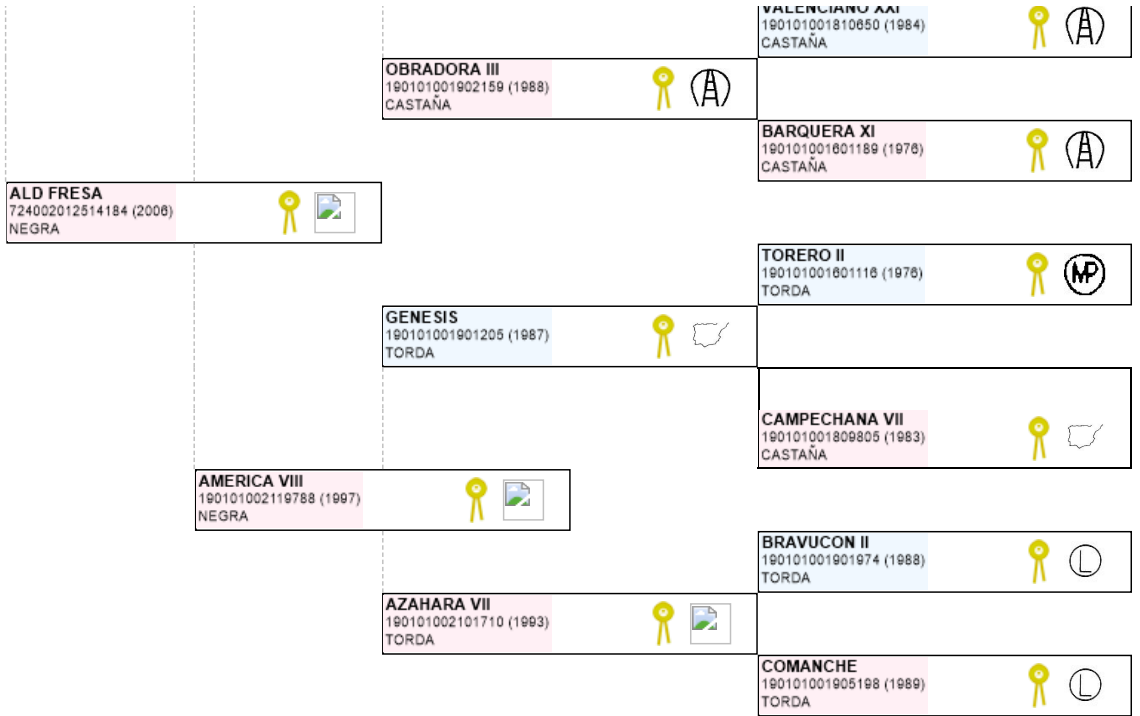 VALENCIANO XXI
190101001810650 (1984)
CASTAÑA
OBRADORA III
190101001902159 (1988)
CASTAÑA
BARQUERA XI
190101001601189 (1976)
CASTAÑA
ALD FRESA
724002012514184 (2006)
NEGRA
TORERO II
190101001601116 (1976)
TORDA
MP
GENESIS
190101001901205 (1987)
TORDA
CAMPECHANA VII
190101001809805 (1983)
CASTAÑA
AMERICA VIII
190101002119788 (1997)
NEGRA
BRAVUCON II
190101001901974 (1988)
TORDA
L
AZAHARA VII
190101002101710 (1993)
TORDA
COMANCHE
190101001905198 (1989)
TORDA
L